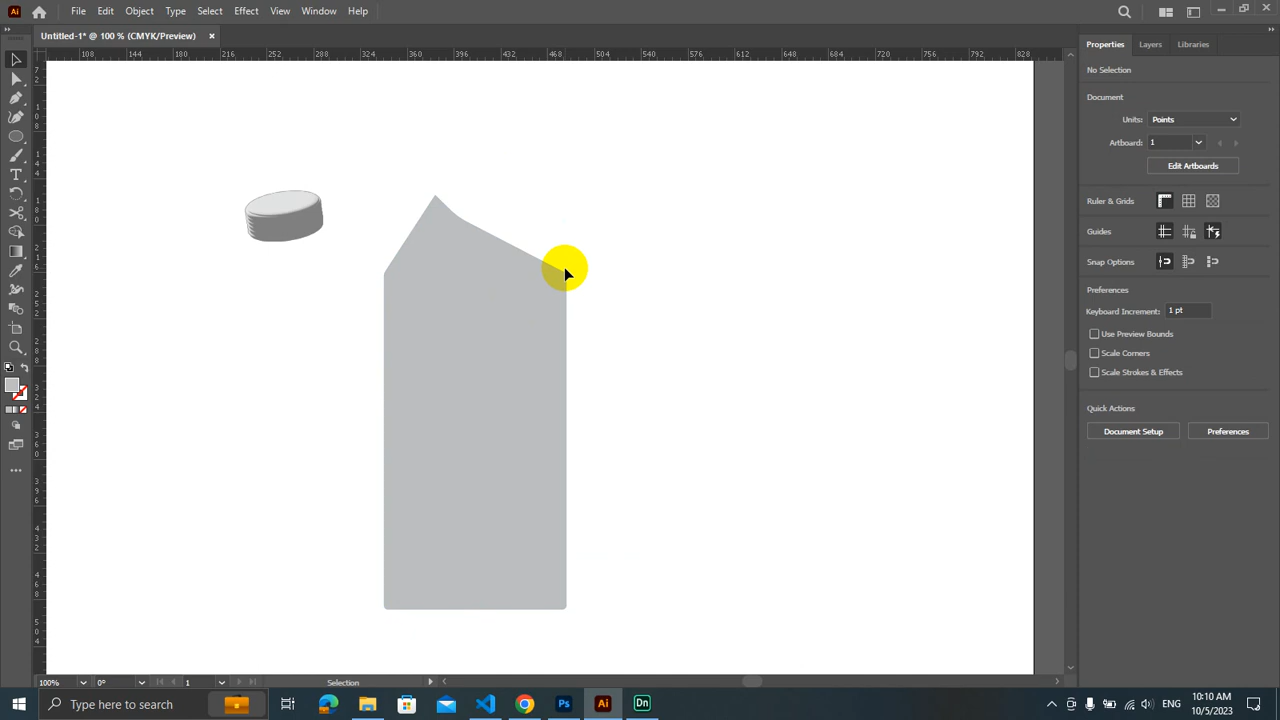 Ai File Edit Object Type Select Effect View Window Help
Untitled-1* @ 100 % (CMYK/Preview) ×
108 144 180 216 252 288 324 360 396 432 468 504 540 576 612 648 684 720 756 792 828
Properties Layers Libraries
No Selection
Document
Units: Points
Artboard: 1
Edit Artboards
Ruler & Grids
Guides
Snap Options
Preferences
Keyboard Increment: 1 pt
Use Preview Bounds
Scale Corners
Scale Strokes & Effects
Quick Actions
Document Setup Preferences
100% 0° 1 Selection
Type here to search
Ps Ai Dn
ENG
10:10 AM
10/5/2023